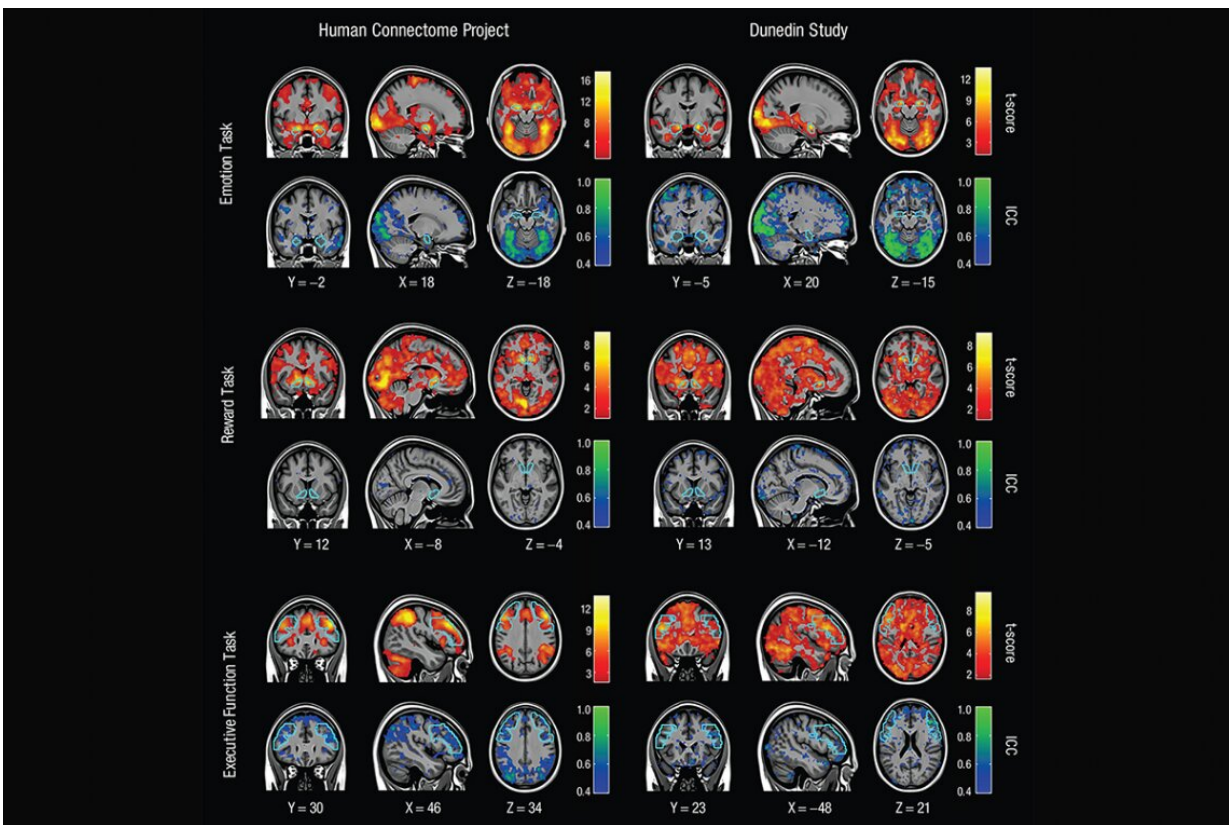 Human Connectome Project
Dunedin Study
Emotion Task
16
12
8
4
12
9
6
3
t-score
1.0
0.8
0.6
0.4
1.0
0.8
0.6
0.4
ICC
Y = −2
X = 18
Z = −18
Y = −5
X = 20
Z = −15
Reward Task
8
6
4
2
8
6
4
2
t-score
1.0
0.8
0.6
0.4
1.0
0.8
0.6
0.4
ICC
Y = 12
X = −8
Z = −4
Y = 13
X = −12
Z = −5
Executive Function Task
12
9
6
3
8
6
4
2
t-score
1.0
0.8
0.6
0.4
1.0
0.8
0.6
0.4
ICC
Y = 30
X = 46
Z = 34
Y = 23
X = −48
Z = 21